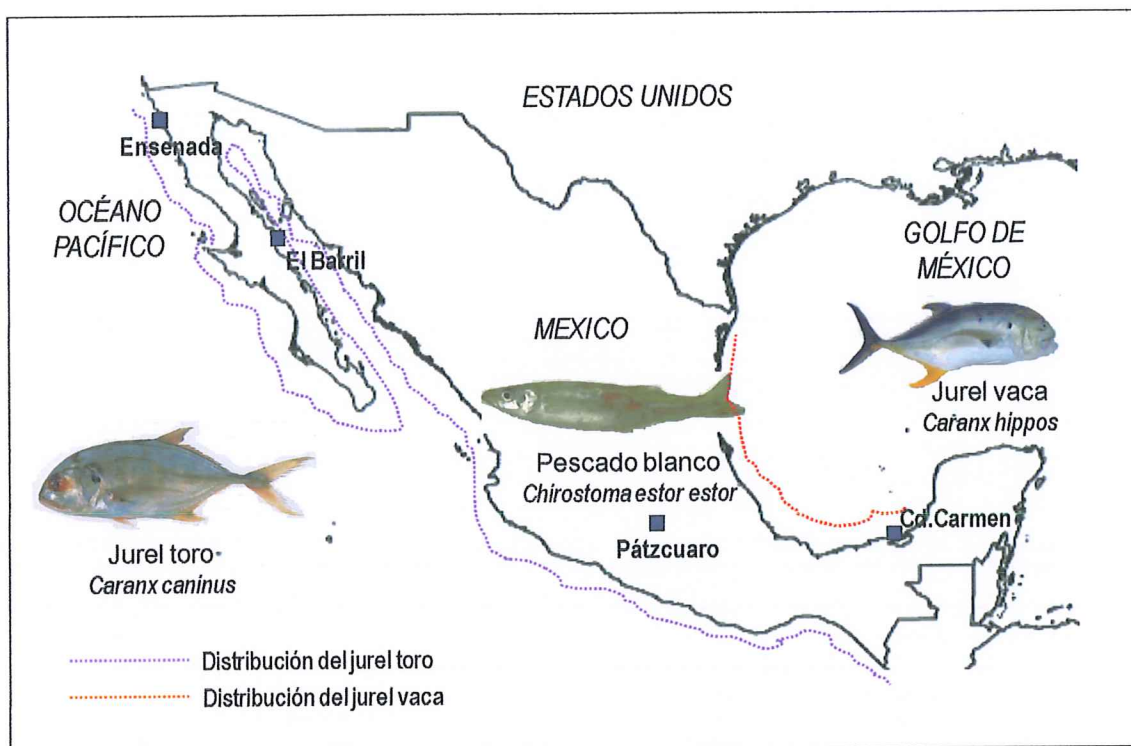 ESTADOS UNIDOS
Ensenada
OCÉANO
PACÍFICO
El Barril
GOLFO DE
MÉXICO
MEXICO
Jurel vaca
Caranx hippos
Pescado blanco
Chirostoma estor estor
Cd.Carmen
Pátzcuaro
Jurel toro
Caranx caninus
Distribución del jurel toro
Distribución del jurel vaca